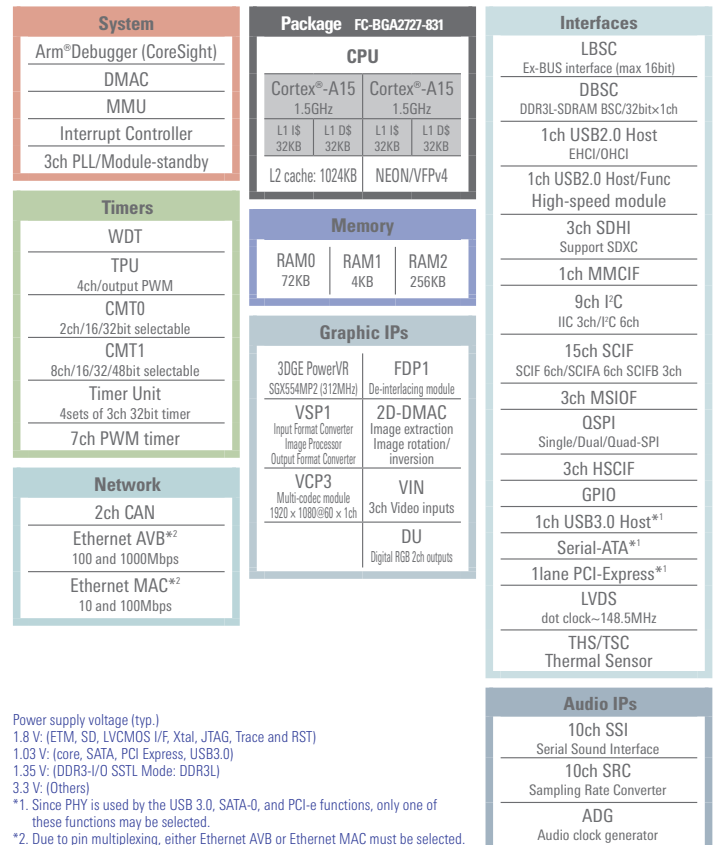 System
Arm®Debugger (CoreSight)
DMAC
MMU
Interrupt Controller
3ch PLL/Module-standby
Timers
WDT
TPU
4ch/output PWM
CMT0
2ch/16/32bit selectable
CMT1
8ch/16/32/48bit selectable
Timer Unit
4sets of 3ch 32bit timer
7ch PWM timer
Network
2ch CAN
Ethernet AVB*2
100 and 1000Mbps
Ethernet MAC*2
10 and 100Mbps
Package FC-BGA2727-831
CPU
Cortex®-A15 Cortex®-A15
1.5GHz 1.5GHz
L1 I$ L1 D$ L1 I$ L1 D$
32KB 32KB 32KB 32KB
L2 cache: 1024KB NEON/VFPv4
Memory
RAM0 RAM1 RAM2
72KB 4KB 256KB
Graphic IPs
3DGE PowerVR
SGX554MP2 (312MHz)
FDP1
De-interlacing module
VSP1
Input Format Converter
Image Processor
Output Format Converter
2D-DMAC
Image extraction
Image rotation/
inversion
VCP3
Multi-codec module
1920 × 1080@60 × 1ch
VIN
3ch Video inputs
DU
Digital RGB 2ch outputs
Interfaces
LBSC
Ex-BUS interface (max 16bit)
DBSC
DDR3L-SDRAM BSC/32bit×1ch
1ch USB2.0 Host
EHCI/OHCI
1ch USB2.0 Host/Func
High-speed module
3ch SDHI
Support SDXC
1ch MMCIF
9ch I²C
IIC 3ch/I²C 6ch
15ch SCIF
SCIF 6ch/SCIFA 6ch SCIFB 3ch
3ch MSIOF
QSPI
Single/Dual/Quad-SPI
3ch HSCIF
GPIO
1ch USB3.0 Host*1
Serial-ATA*1
1lane PCI-Express*1
LVDS
dot clock~148.5MHz
THS/TSC
Thermal Sensor
Audio IPs
10ch SSI
Serial Sound Interface
10ch SRC
Sampling Rate Converter
ADG
Audio clock generator
Power supply voltage (typ.)
1.8 V: (ETM, SD, LVCMOS I/F, Xtal, JTAG, Trace and RST)
1.03 V: (core, SATA, PCI Express, USB3.0)
1.35 V: (DDR3-I/O SSTL Mode: DDR3L)
3.3 V: (Others)
*1. Since PHY is used by the USB 3.0, SATA-0, and PCI-e functions, only one of
these functions may be selected.
*2. Due to pin multiplexing, either Ethernet AVB or Ethernet MAC must be selected.